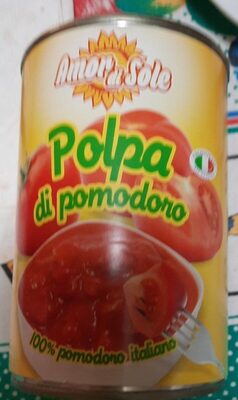 Amor di Sole
Polpa
di pomodoro
100% pomodoro italiano